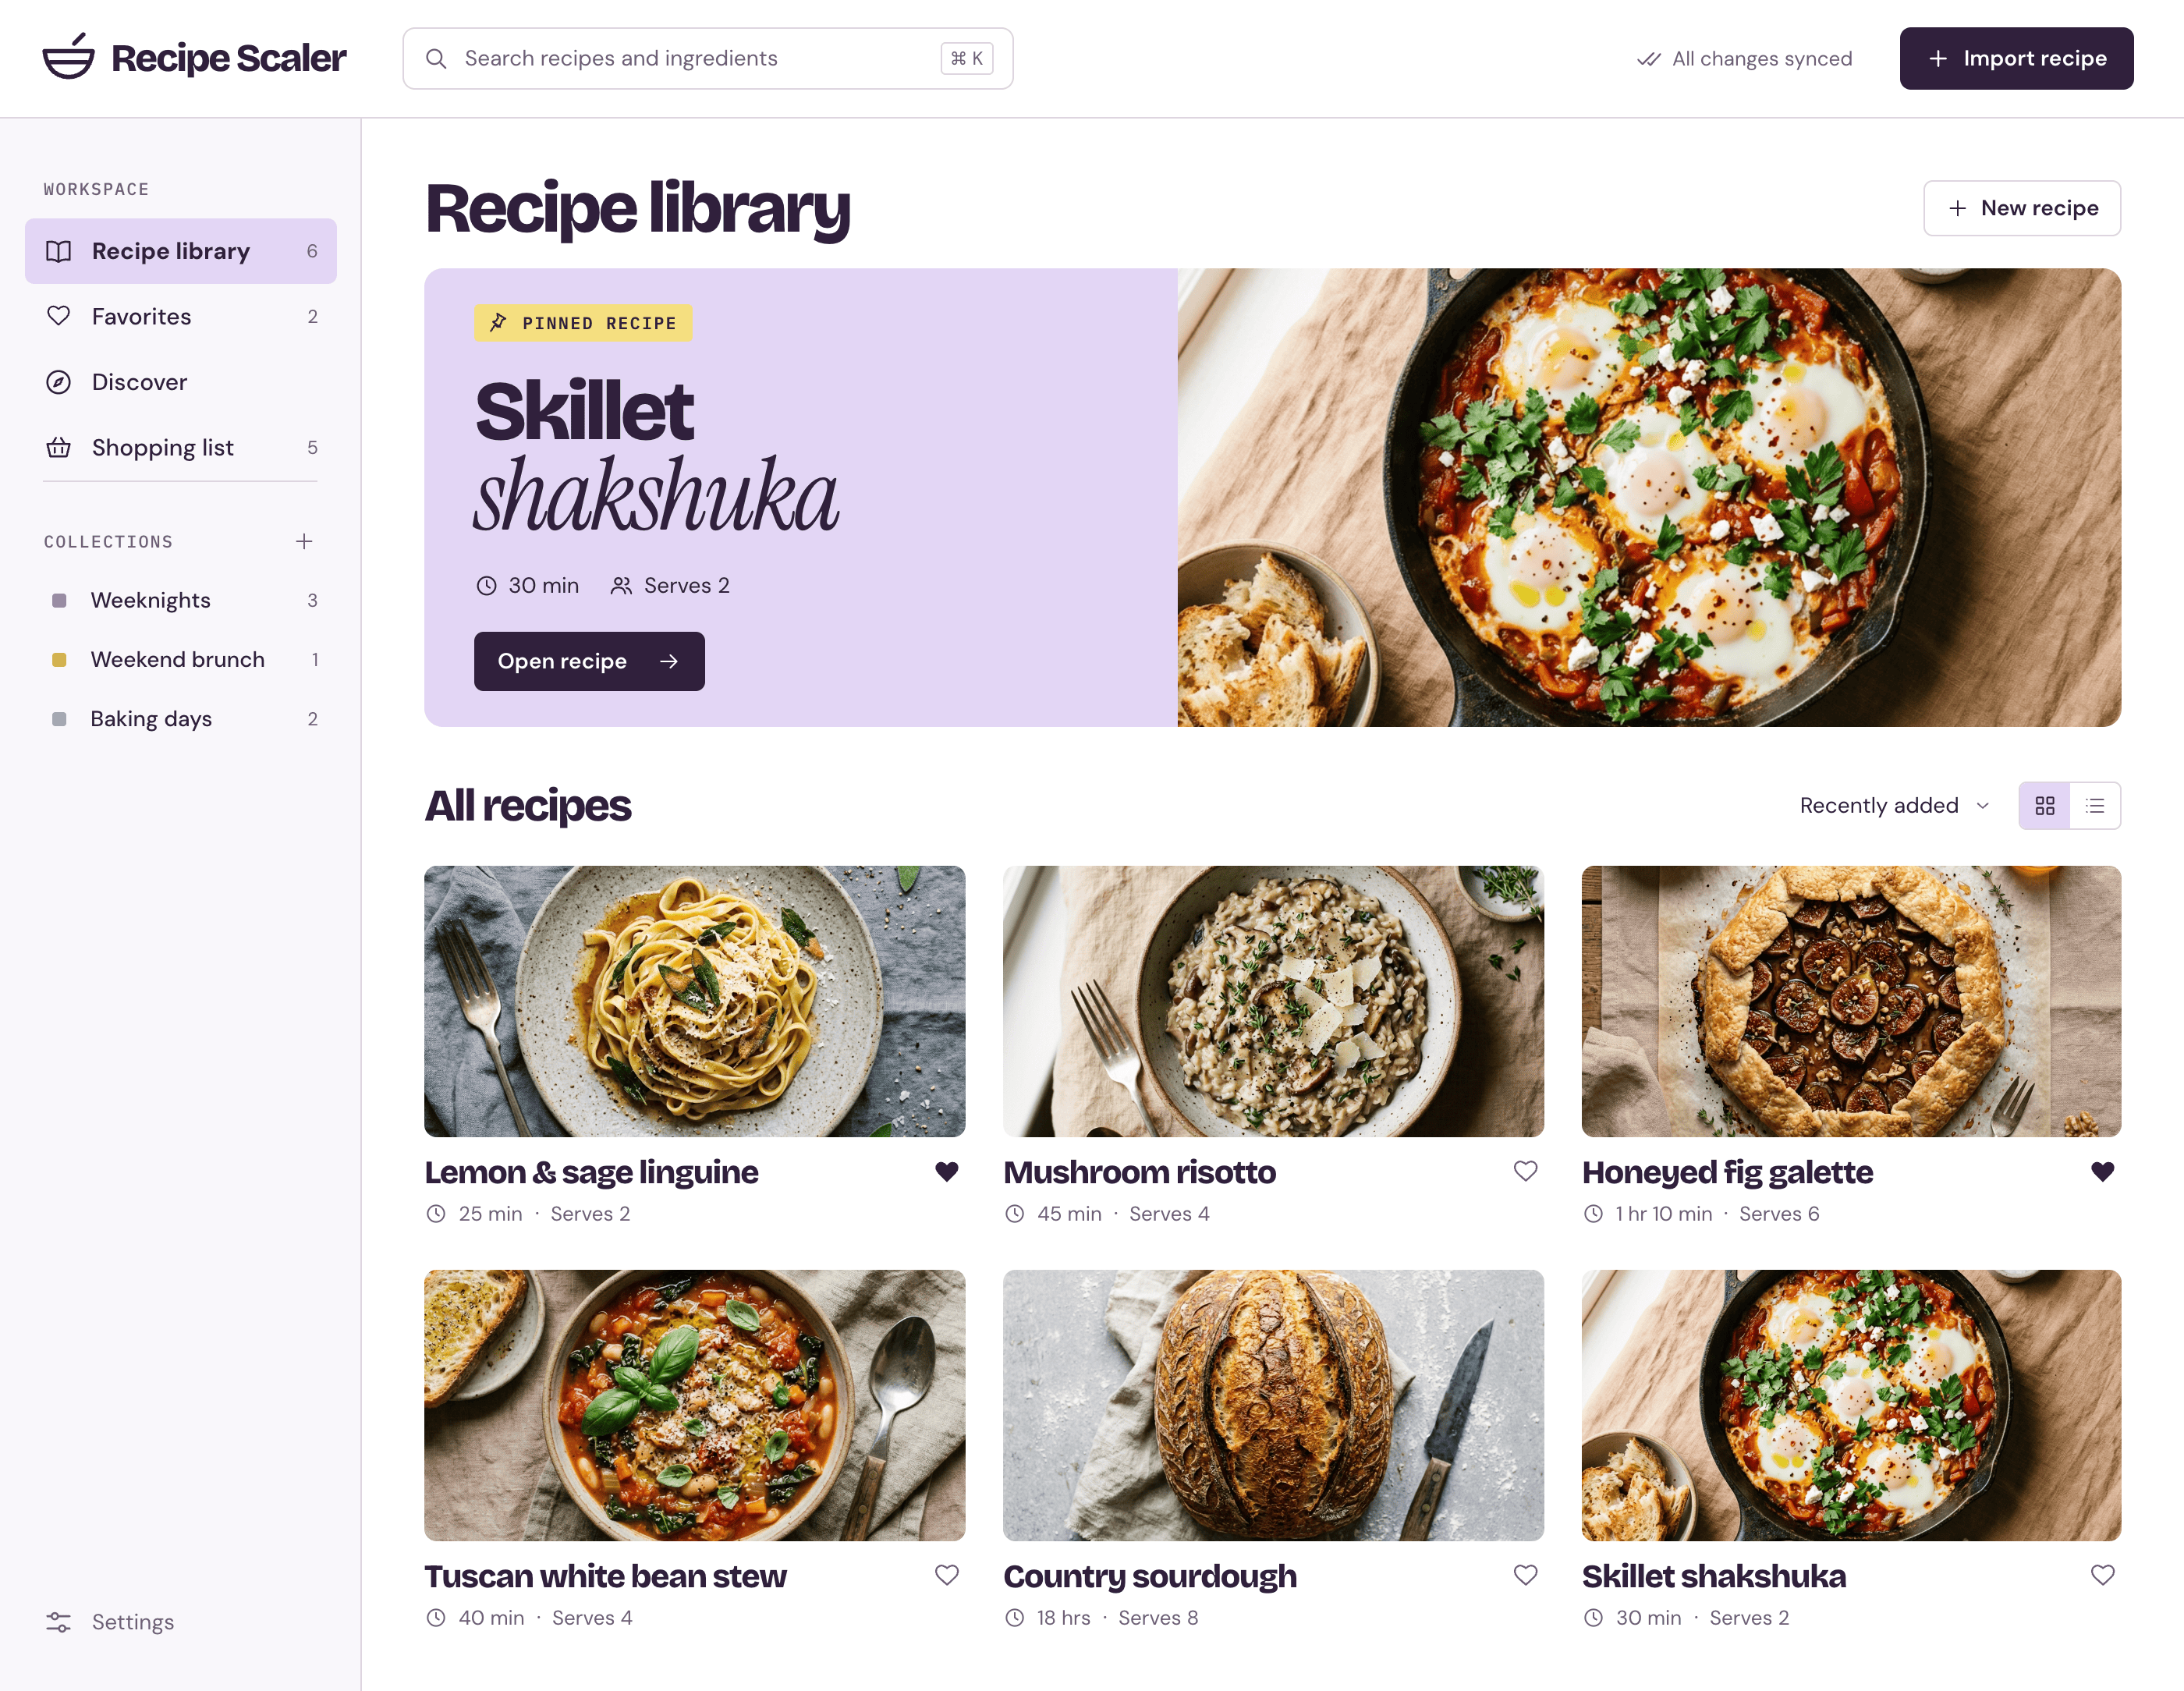 Recipe Scaler
Search recipes and ingredients
⌘ K
All changes synced
Import recipe
WORKSPACE
Recipe library 6
Favorites 2
Discover
Shopping list 5
COLLECTIONS
Weeknights 3
Weekend brunch 1
Baking days 2
Settings
Recipe library
New recipe
PINNED RECIPE
Skillet
shakshuka
30 min Serves 2
Open recipe
All recipes
Recently added
Lemon & sage linguine
25 min · Serves 2
Mushroom risotto
45 min · Serves 4
Honeyed fig galette
1 hr 10 min · Serves 6
Tuscan white bean stew
40 min · Serves 4
Country sourdough
18 hrs · Serves 8
Skillet shakshuka
30 min · Serves 2